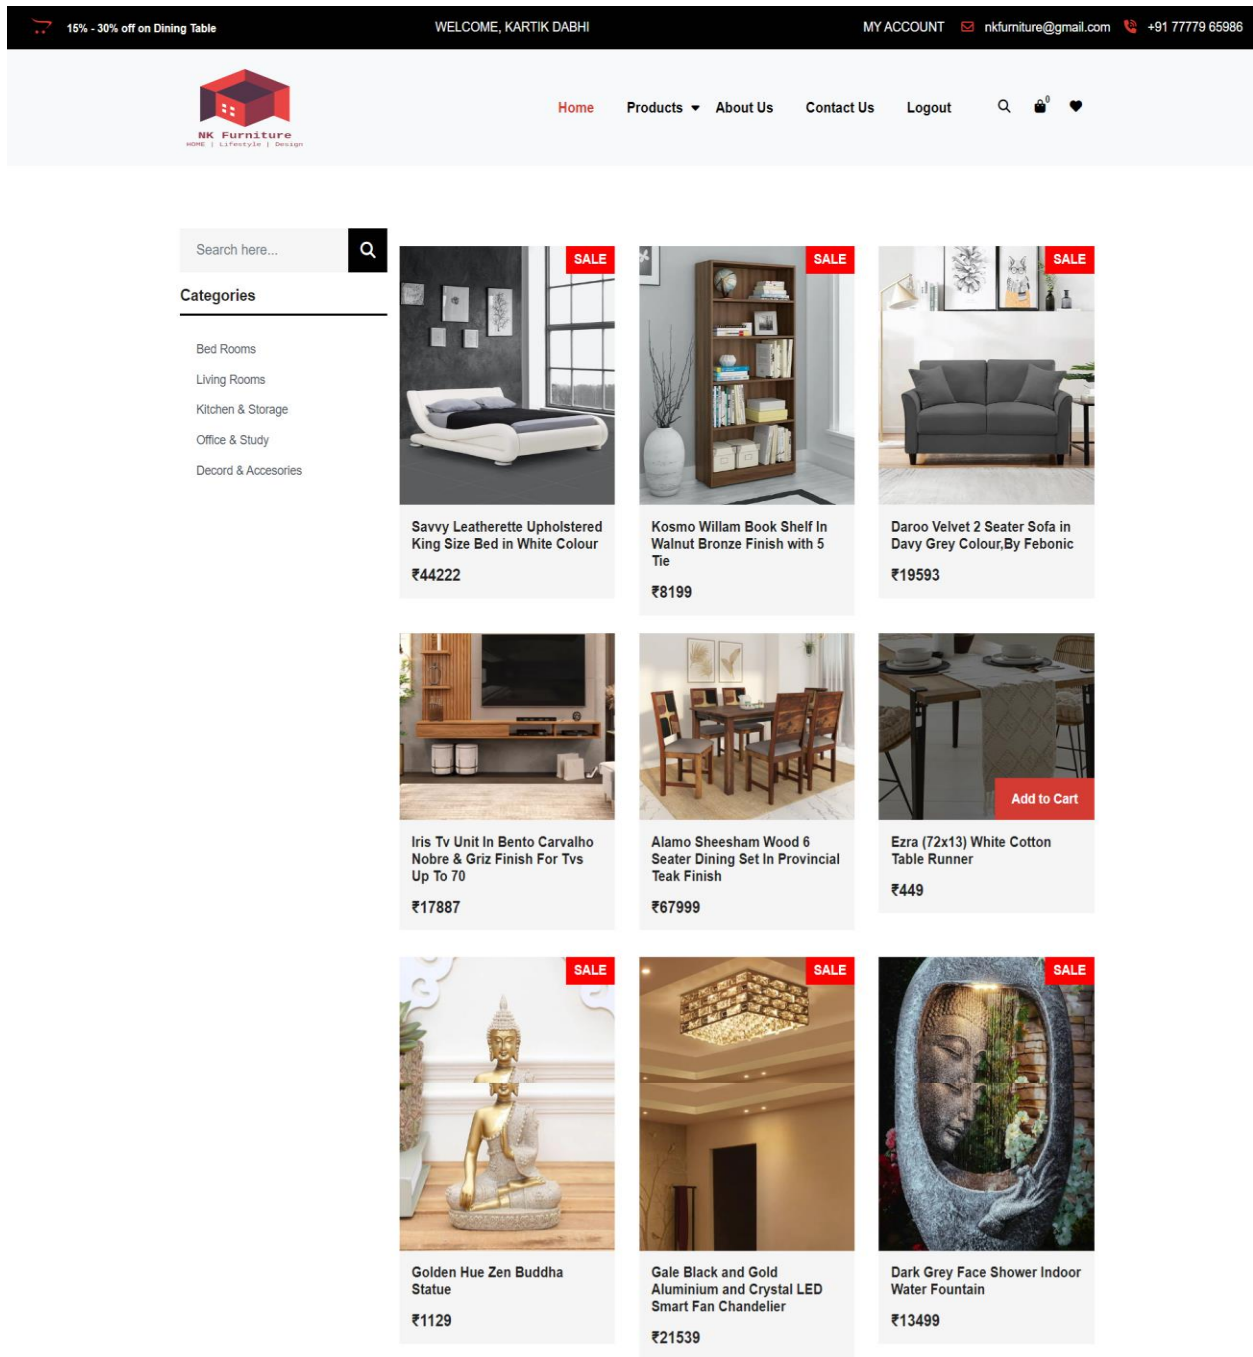 15% - 30% off on Dining Table
WELCOME, KARTIK DABHI
MY ACCOUNT
nkfurniture@gmail.com
+91 77779 65986
NK Furniture
HOME | Lifestyle | Design
Home
Products
About Us
Contact Us
Logout
0
Search here...
Categories
Bed Rooms
Living Rooms
Kitchen & Storage
Office & Study
Decord & Accesories
SALE
Savvy Leatherette Upholstered
King Size Bed in White Colour
₹44222
SALE
Kosmo Willam Book Shelf In
Walnut Bronze Finish with 5
Tie
₹8199
SALE
Daroo Velvet 2 Seater Sofa in
Davy Grey Colour,By Febonic
₹19593
Iris Tv Unit In Bento Carvalho
Nobre & Griz Finish For Tvs
Up To 70
₹17887
Alamo Sheesham Wood 6
Seater Dining Set In Provincial
Teak Finish
₹67999
Add to Cart
Ezra (72x13) White Cotton
Table Runner
₹449
SALE
Golden Hue Zen Buddha
Statue
₹1129
SALE
Gale Black and Gold
Aluminium and Crystal LED
Smart Fan Chandelier
₹21539
SALE
Dark Grey Face Shower Indoor
Water Fountain
₹13499